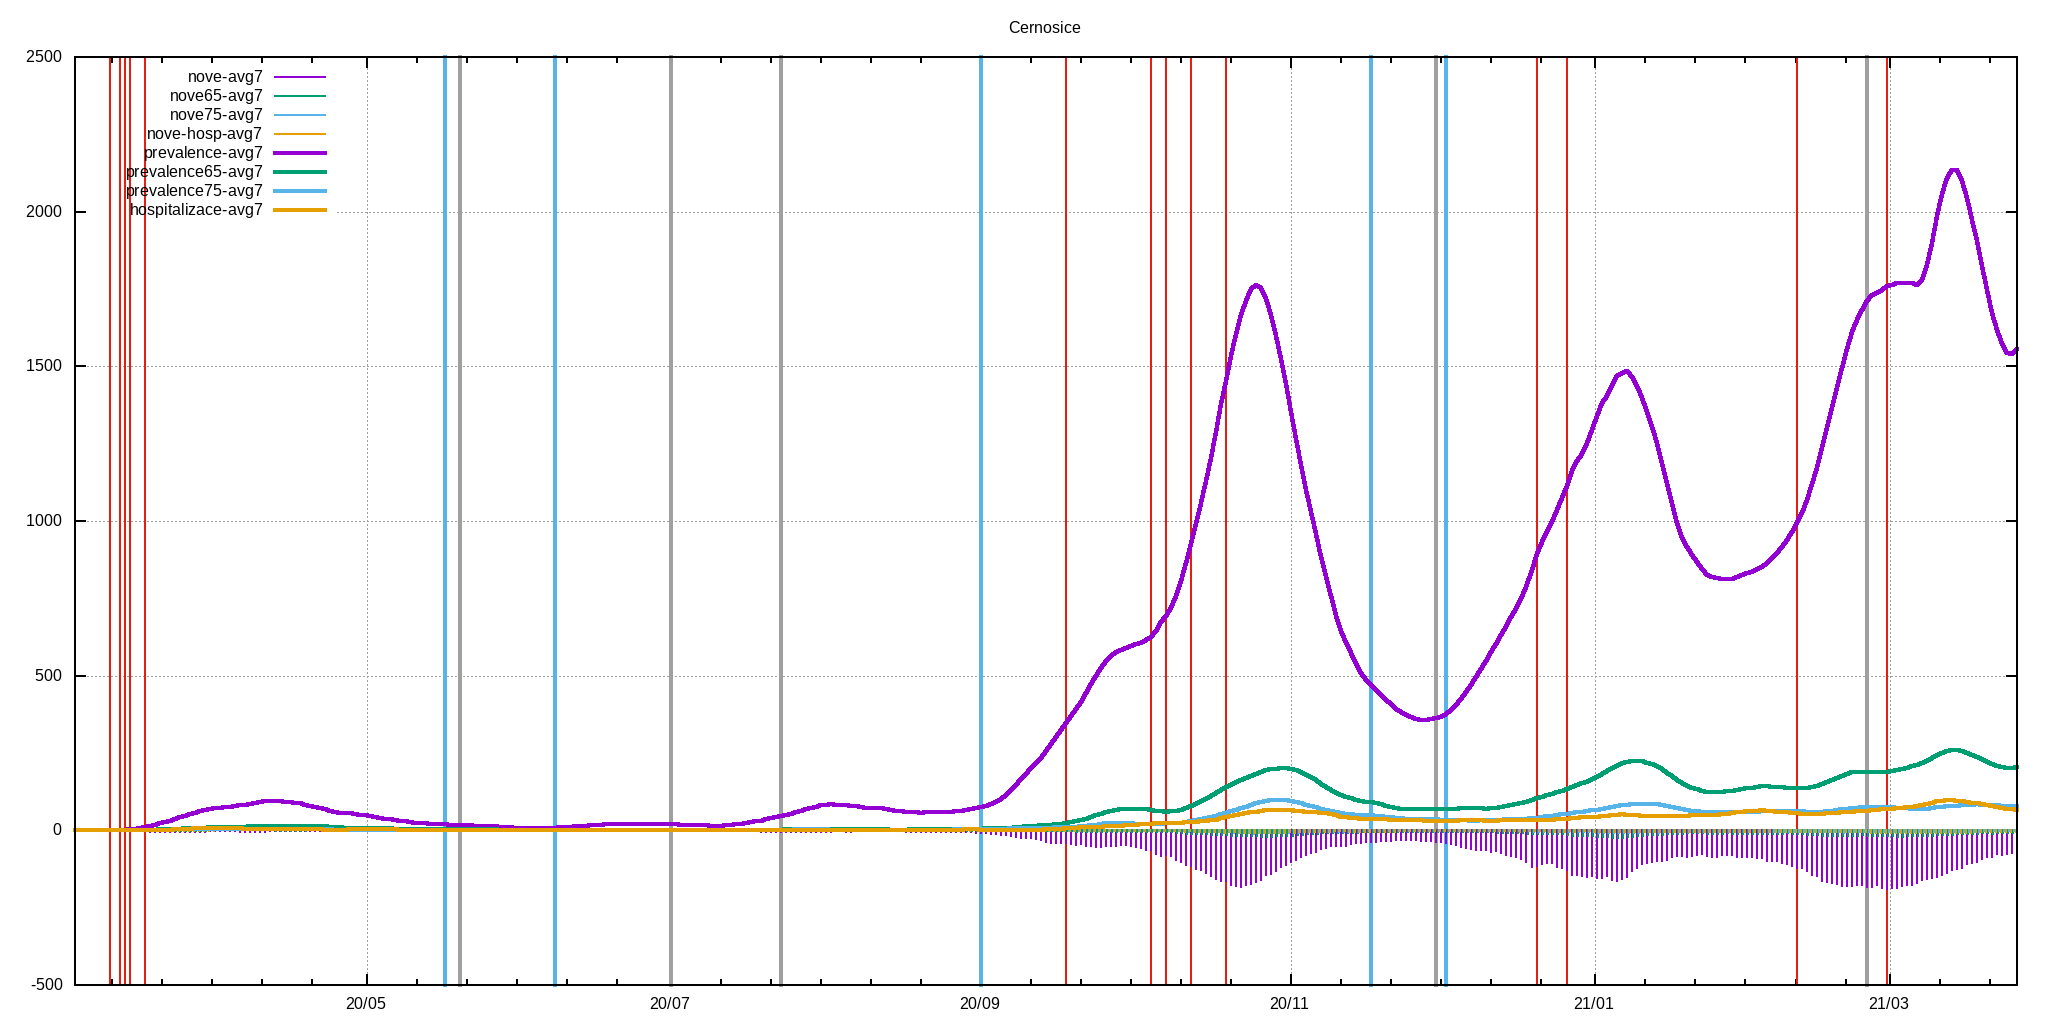 Cernosice
2500
2000
1500
1000
500
0
-500
nove-avg7
nove65-avg7
nove75-avg7
nove-hosp-avg7
prevalence-avg7
prevalence65-avg7
prevalence75-avg7
hospitalizace-avg7
20/05 20/07 20/09 20/11 21/01 21/03